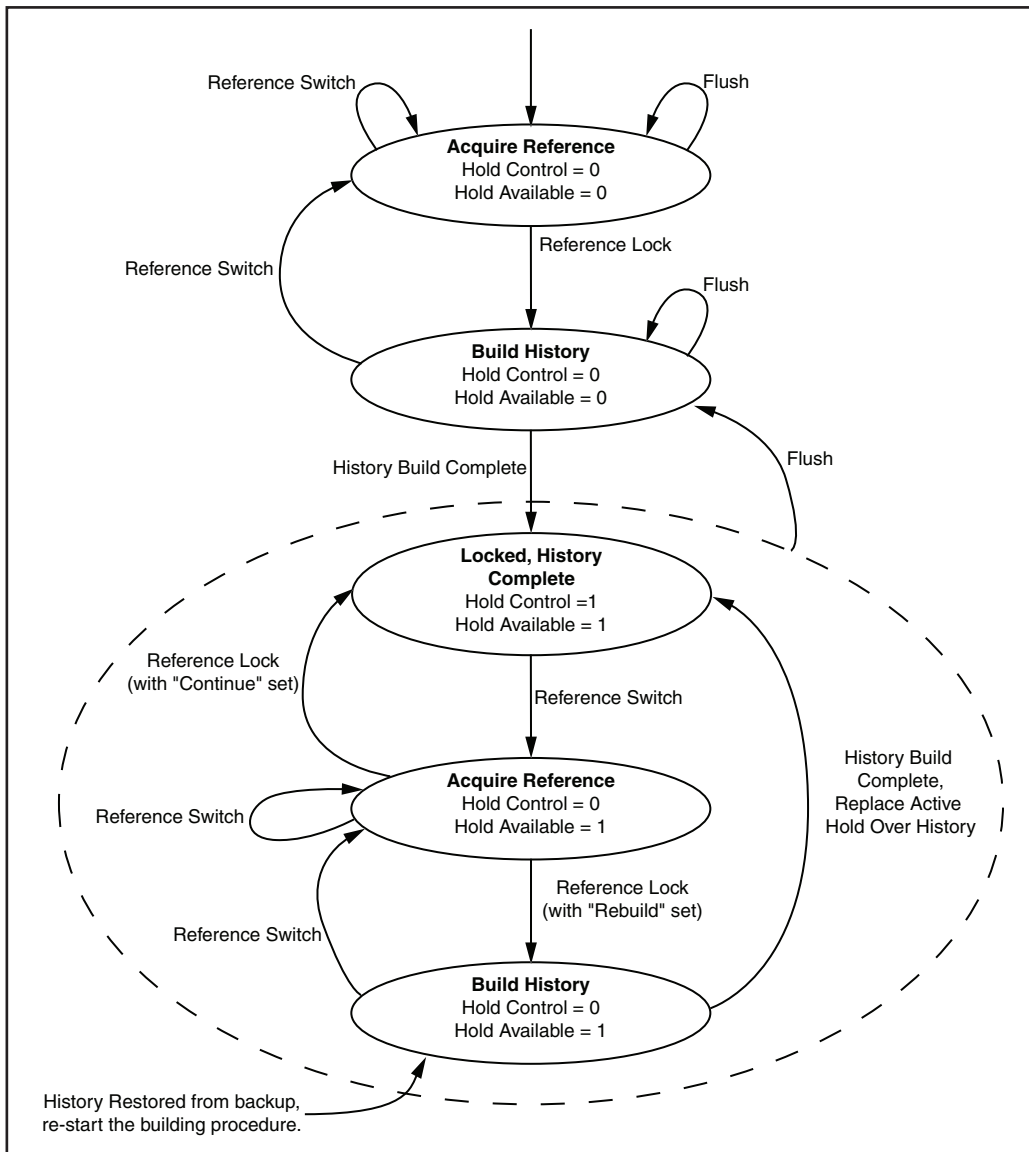 Reference Switch
Flush
Acquire Reference
Hold Control = 0
Hold Available = 0
Reference Switch
Reference Lock
Flush
Build History
Hold Control = 0
Hold Available = 0
History Build Complete
Flush
Locked, History
Complete
Hold Control =1
Hold Available = 1
Reference Lock
(with "Continue" set)
Reference Switch
Acquire Reference
Hold Control = 0
Hold Available = 1
History Build
Complete,
Replace Active
Hold Over History
Reference Switch
Reference Lock
(with "Rebuild" set)
Reference Switch
Build History
Hold Control = 0
Hold Available = 1
History Restored from backup,
re-start the building procedure.